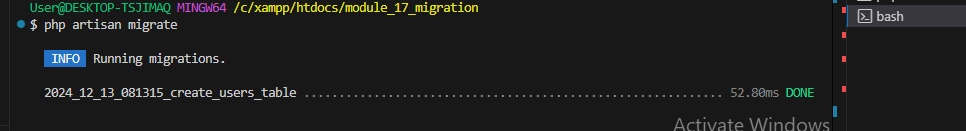 User@DESKTOP-TSJIMAQ MINGW64 /c/xampp/htdocs/module_17_migration
$ php artisan migrate
INFO Running migrations.
2024_12_13_081315_create_users_table ............................................................ 52.80ms DONE
bash
Activate Windows